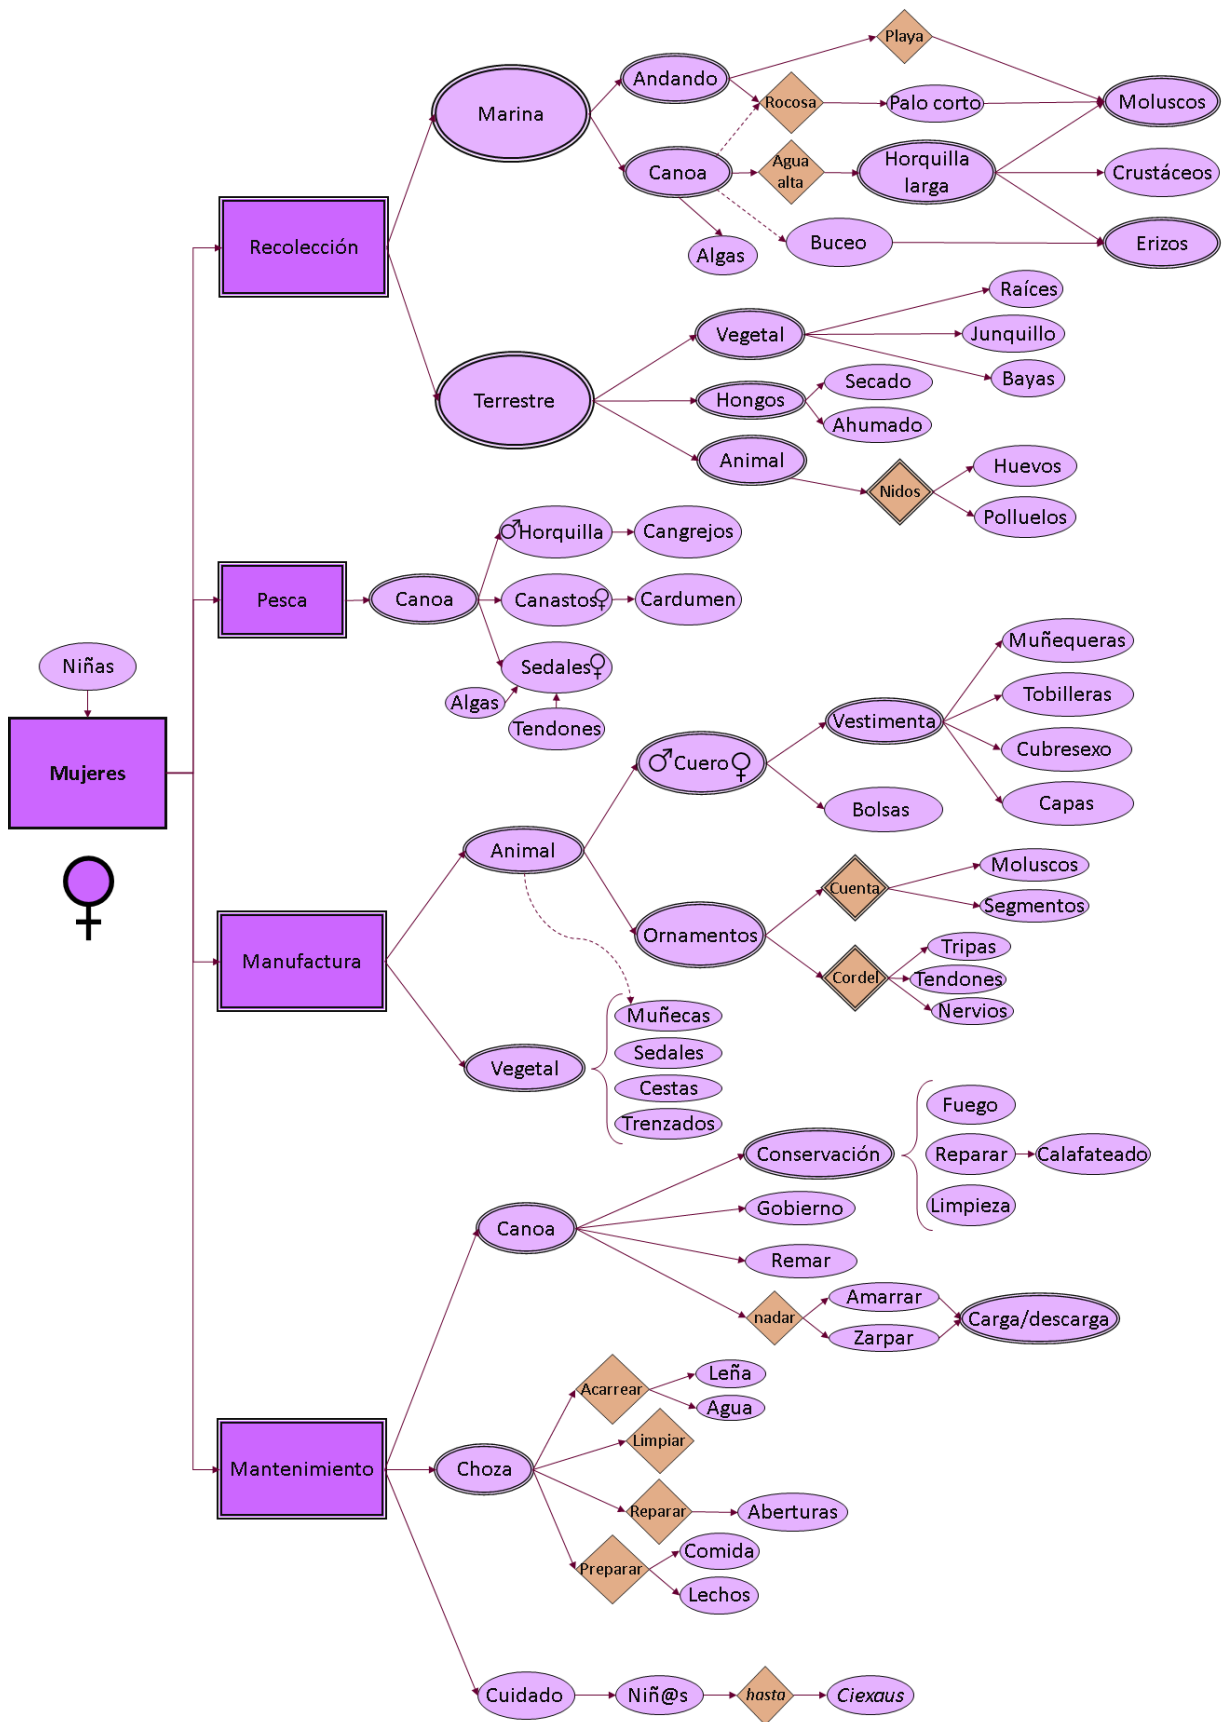 Playa
Andando
Rocosa
Palo corto
Moluscos
Marina
Canoa
Agua
alta
Horquilla
larga
Crustáceos
Recolección
Algas
Buceo
Erizos
Raíces
Vegetal
Junquillo
Bayas
Terrestre
Hongos
Secado
Ahumado
Animal
Nidos
Huevos
Polluelos
Pesca
Canoa
♂Horquilla
Cangrejos
Canastos♀
Cardumen
Sedales♀
Algas
Tendones
Niñas
Mujeres
♀
Manufactura
Animal
♂Cuero♀
Vestimenta
Muñequeras
Tobilleras
Cubresexo
Capas
Bolsas
Ornamentos
Cuenta
Moluscos
Segmentos
Cordel
Tripas
Tendones
Nervios
Vegetal
Muñecas
Sedales
Cestas
Trenzados
Mantenimiento
Canoa
Conservación
Fuego
Reparar
Calafateado
Limpieza
Gobierno
Remar
nadar
Amarrar
Zarpar
Carga/descarga
Choza
Acarrear
Leña
Agua
Limpiar
Reparar
Aberturas
Preparar
Comida
Lechos
Cuidado
Niñ@s
hasta
Ciexaus